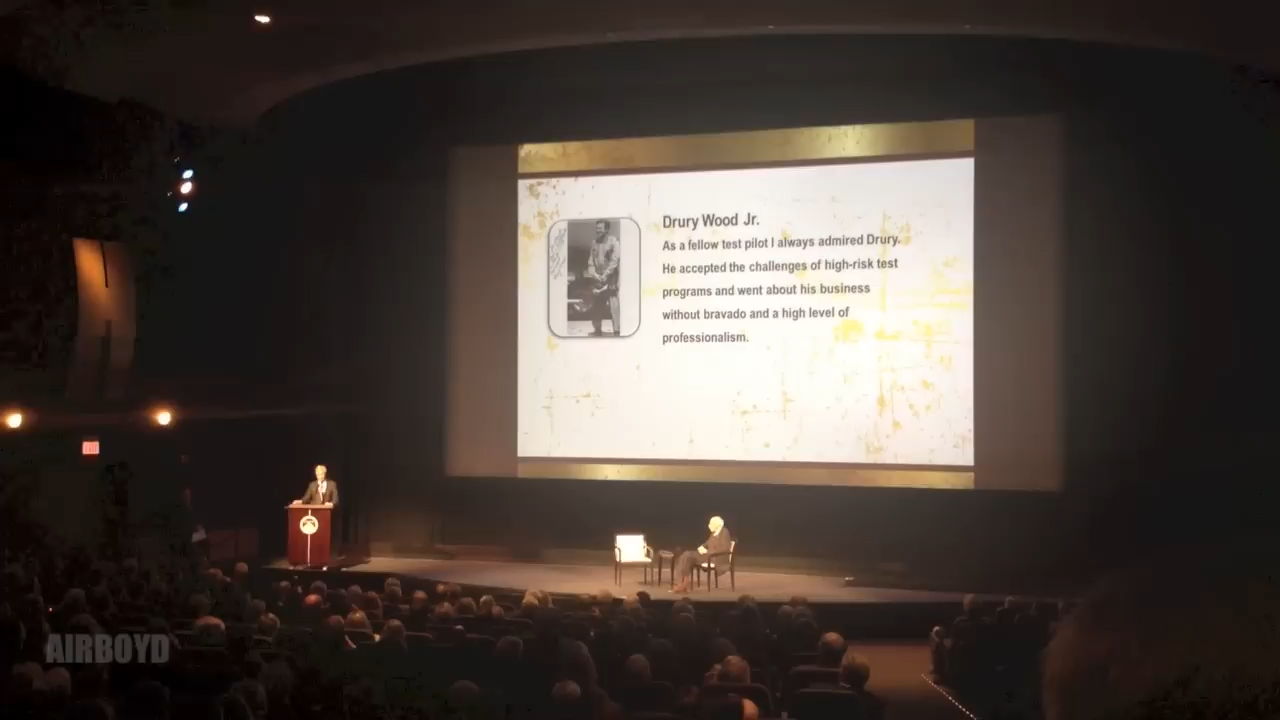 Drury Wood Jr.
As a fellow test pilot I always admired Drury.
He accepted the challenges of high-risk test
programs and went about his business
without bravado and a high level of
professionalism.
AIRBOYD